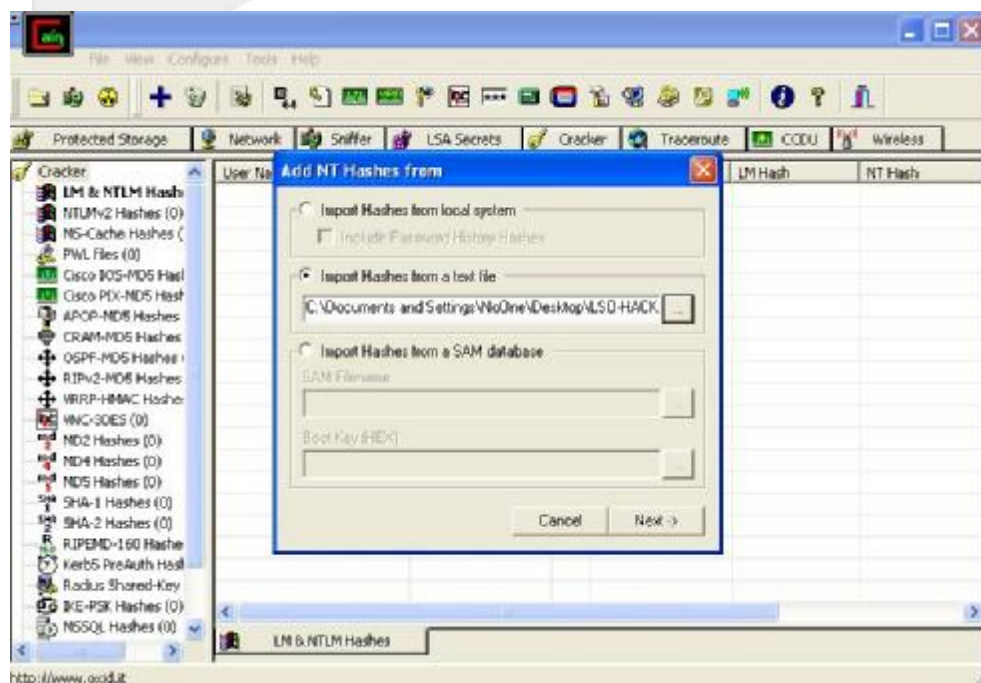 Cain
File View Configure Tools Help
Protected Storage Network Sniffer LSA Secrets Cracker Traceroute CCDU Wireless
Cracker
LM & NTLM Hash
NTLMv2 Hashes (0)
MS-Cache Hashes (
PWL Files (0)
Cisco IOS-MD5 Hasl
Cisco PIX-MD5 Hash
APOP-MD5 Hashes
CRAM-MD5 Hashes
OSPF-MD5 Hashes (
RIPv2-MD5 Hashes
VRRP-HMAC Hashe
VNC-3DES (0)
MD2 Hashes (0)
MD4 Hashes (0)
MD5 Hashes (0)
SHA-1 Hashes (0)
SHA-2 Hashes (0)
RIPEMD-160 Hashe
Kerb5 PreAuth Hasl
Radius Shared-Key
IKE-PSK Hashes (0)
MSSQL Hashes (0)
User Na LM Hash NT Hash
Add NT Hashes from
Import Hashes from local system
Include Password History Hashes
Import Hashes from a text file
C:\Documents and Settings\NoOne\Desktop\LSO-HACK
...
Import Hashes from a SAM database
SAM Filename
...
Boot Key (HEX)
...
Cancel Next ->
LM & NTLM Hashes
http://www.oxid.it